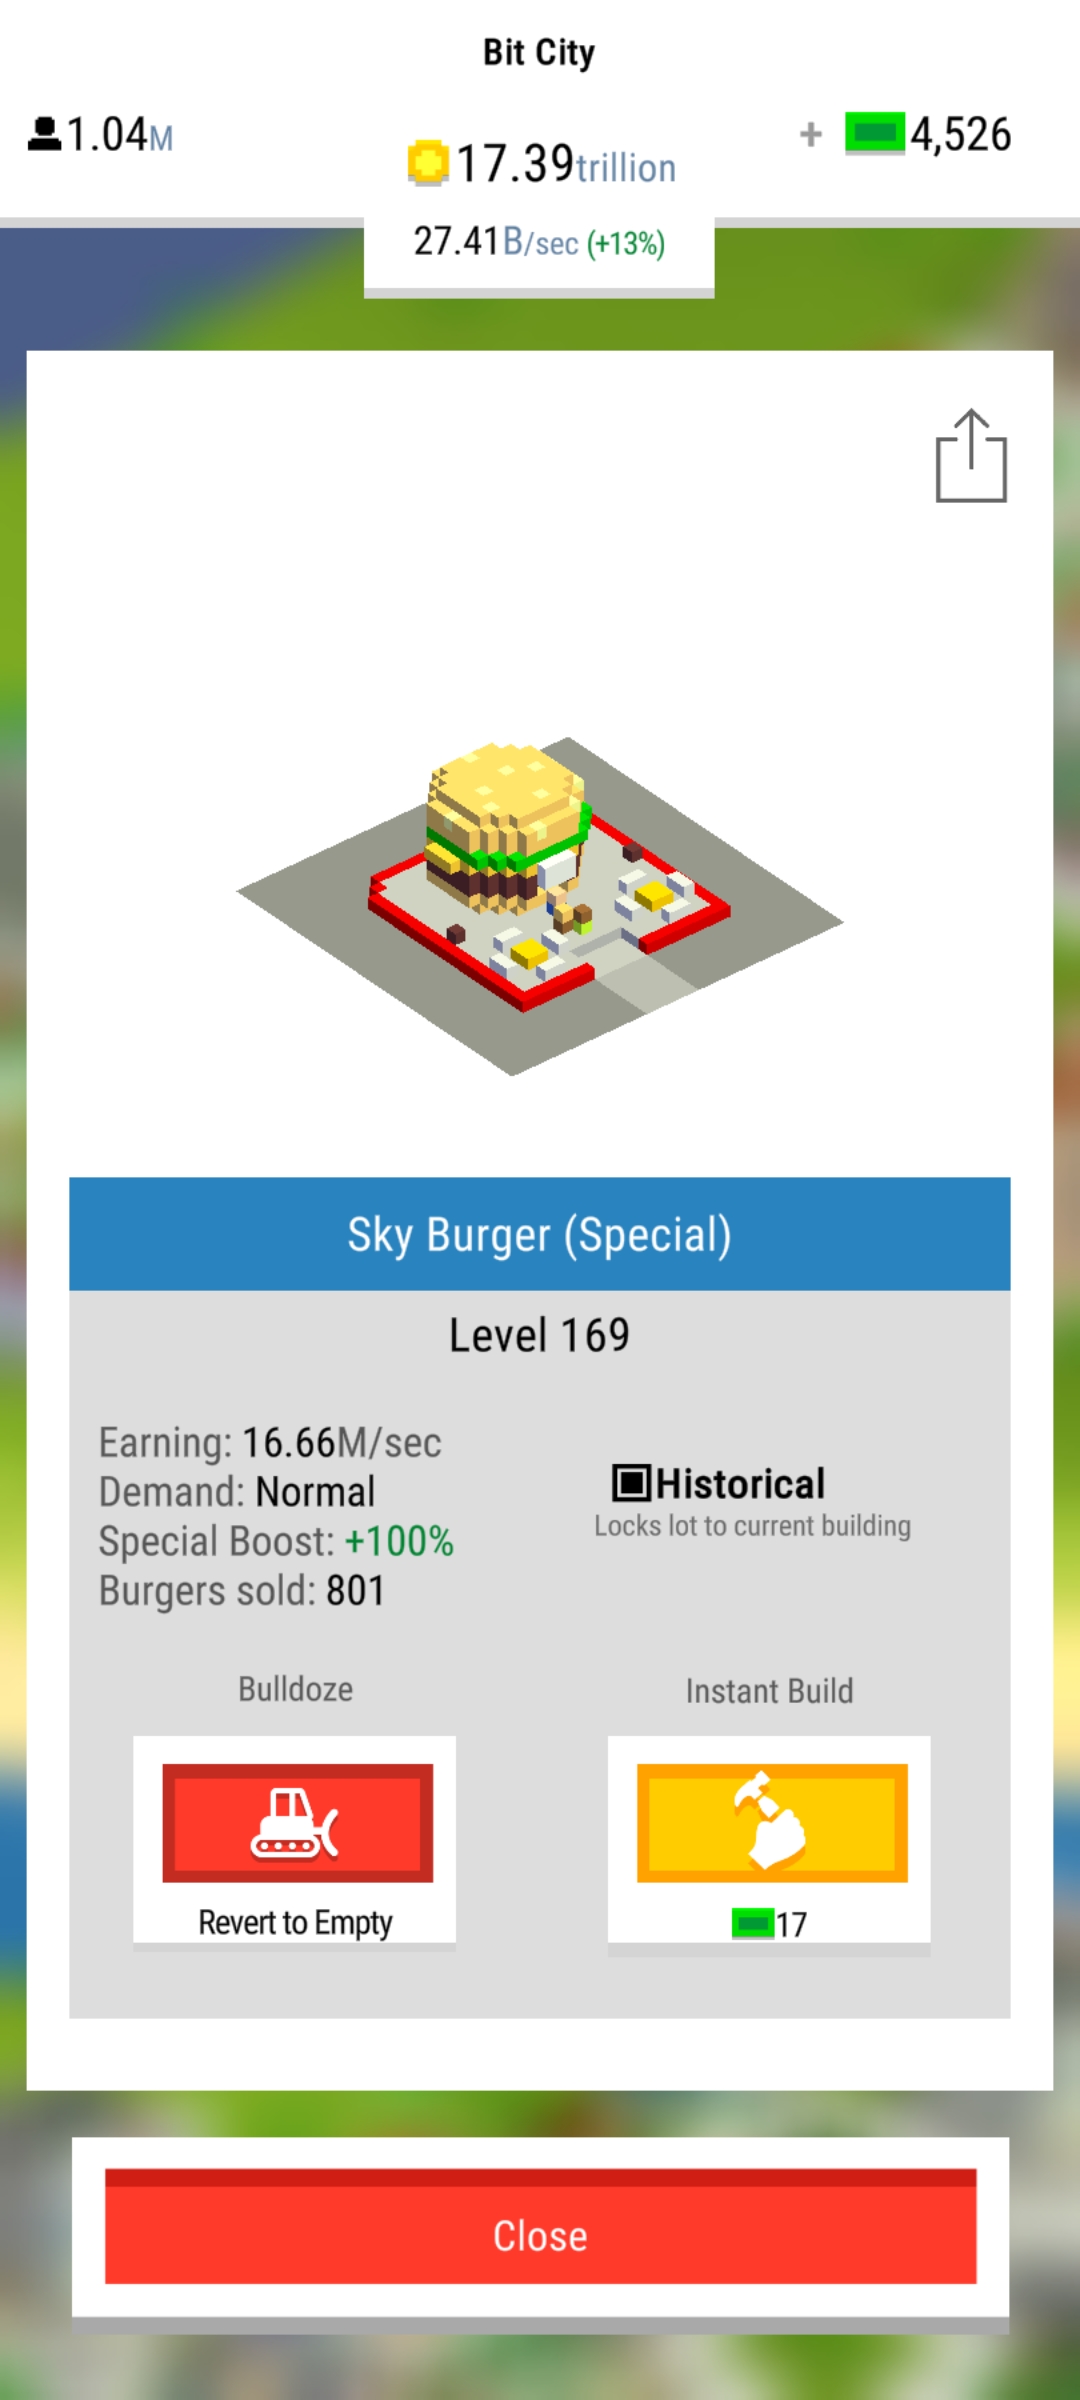 Bit City
1.04M
17.39trillion
+ 4,526
27.41B/sec (+13%)
Sky Burger (Special)
Level 169
Earning: 16.66M/sec
Demand: Normal
Special Boost: +100%
Burgers sold: 801
Historical
Locks lot to current building
Bulldoze
Instant Build
Revert to Empty
17
Close